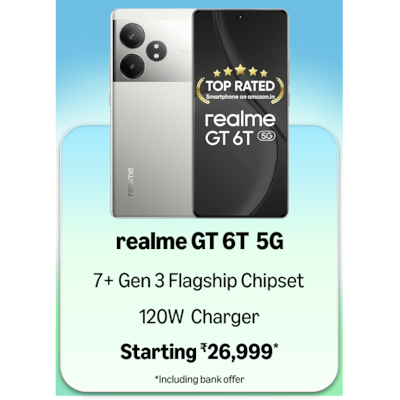 TOP RATED
Smartphone on amazon.in
realme
GT 6T 5G
realme
realme GT 6T 5G
7+ Gen 3 Flagship Chipset
120W Charger
Starting ₹26,999*
*Including bank offer